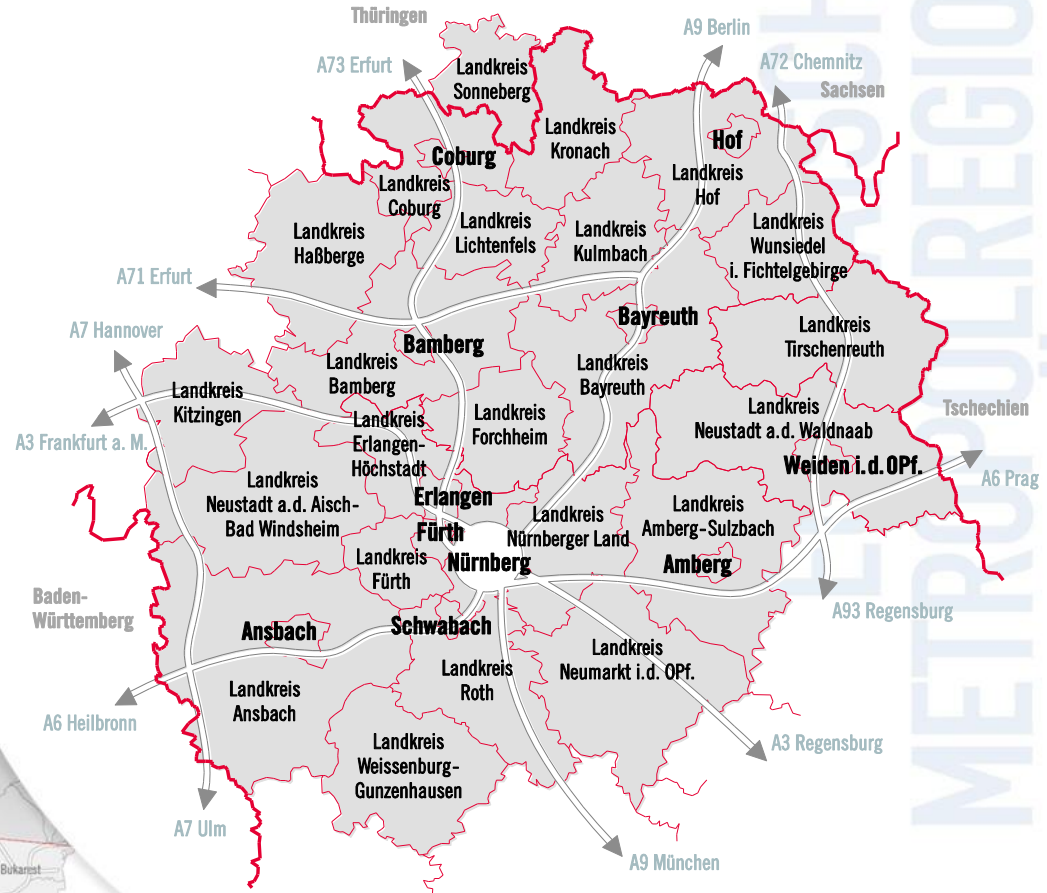 Thüringen
A9 Berlin
A73 Erfurt
A72 Chemnitz
Sachsen
Landkreis
Sonneberg
Landkreis
Kronach
Hof
Coburg
Landkreis
Hof
Landkreis
Coburg
Landkreis
Lichtenfels
Landkreis
Kulmbach
Landkreis
Wunsiedel
i. Fichtelgebirge
Landkreis
Haßberge
A71 Erfurt
Bayreuth
A7 Hannover
Bamberg
Landkreis
Tirschenreuth
Landkreis
Bamberg
Landkreis
Bayreuth
Landkreis
Kitzingen
Landkreis
Forchheim
Landkreis
Neustadt a.d. Waldnaab
Tschechien
A3 Frankfurt a. M.
Landkreis
Erlangen-
Höchstadt
Weiden i.d. OPf.
A6 Prag
Landkreis
Neustadt a.d. Aisch-
Bad Windsheim
Erlangen
Fürth
Landkreis
Nürnberger Land
Landkreis
Amberg-Sulzbach
Landkreis
Fürth
Nürnberg
Amberg
Baden-
Württemberg
A93 Regensburg
Ansbach
Schwabach
Landkreis
Neumarkt i.d. OPf.
Landkreis
Roth
Landkreis
Ansbach
A6 Heilbronn
A3 Regensburg
Landkreis
Weissenburg-
Gunzenhausen
A7 Ulm
A9 München
Bukarest